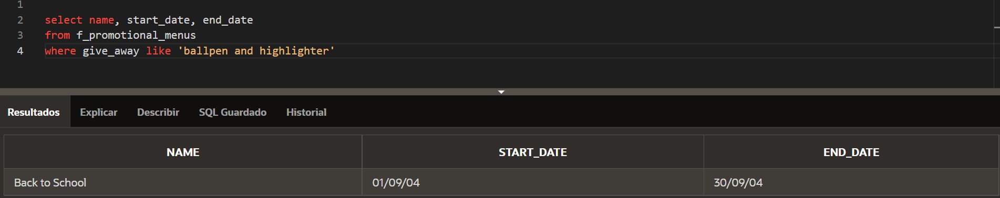 1
2 select name, start_date, end_date
3 from f_promotional_menus
4 where give_away like 'ballpen and highlighter'
Resultados Explicar Describir SQL Guardado Historial
NAME START_DATE END_DATE
Back to School 01/09/04 30/09/04